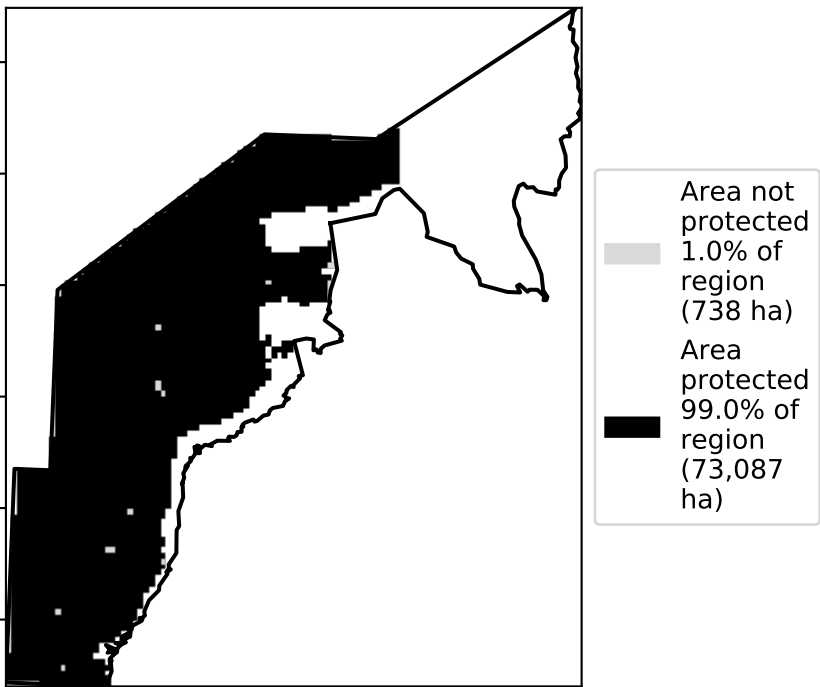 Area not
protected
1.0% of
region
(738 ha)
Area
protected
99.0% of
region
(73,087
ha)